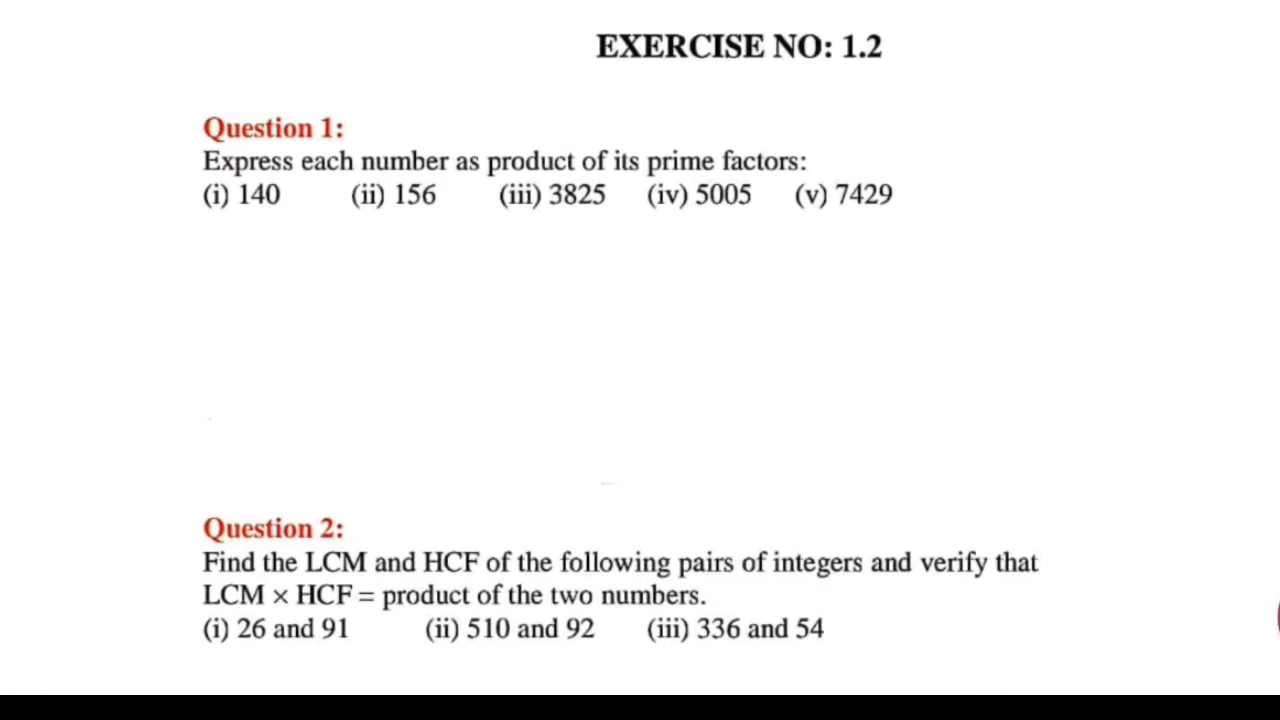 EXERCISE NO: 1.2
Question 1:
Express each number as product of its prime factors:
(i) 140 (ii) 156 (iii) 3825 (iv) 5005 (v) 7429
Question 2:
Find the LCM and HCF of the following pairs of integers and verify that
LCM × HCF = product of the two numbers.
(i) 26 and 91 (ii) 510 and 92 (iii) 336 and 54